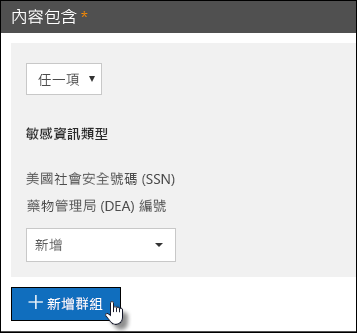 內容包含 *
任一項
敏感資訊類型
美國社會安全號碼 (SSN)
藥物管理局 (DEA) 編號
新增
+ 新增群組